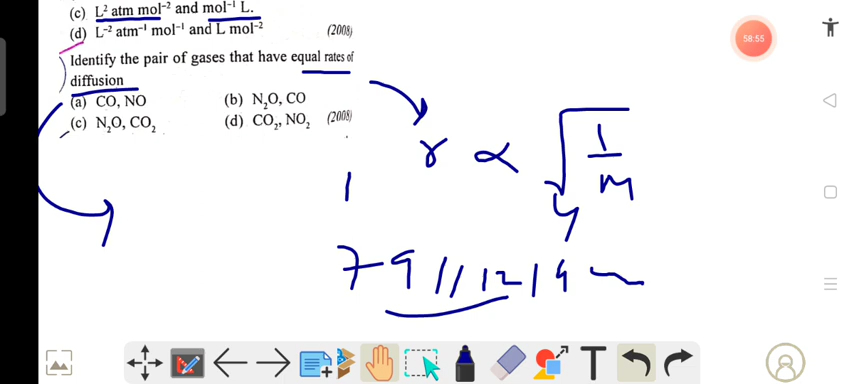 (c) L² atm mol⁻² and mol⁻¹ L.
(d) L⁻² atm⁻¹ mol⁻¹ and L mol⁻²
(2008)
Identify the pair of gases that have equal rates of
diffusion
(a) CO, NO (b) N₂O, CO
(c) N₂O, CO₂ (d) CO₂, NO₂ (2008)
58:55
r ∝ √1/M
T